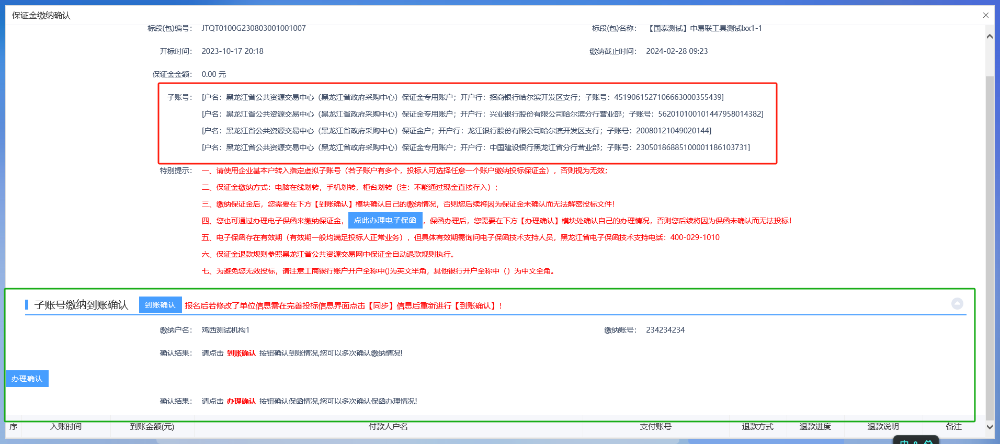 保证金缴纳确认
标段(包)编号： JTQT0100G230803001001007 标段(包)名称： 【国泰测试】中易联工具测试lxx1-1
开标时间： 2023-10-17 20:18 缴纳截止时间： 2024-02-28 09:23
保证金金额： 0.00 元
子账号： [户名：黑龙江省公共资源交易中心（黑龙江省政府采购中心）保证金专用账户；开户行：招商银行哈尔滨开发区支行；子账号：4519061527106663000355439]
[户名：黑龙江省公共资源交易中心（黑龙江省政府采购中心）保证金专用账户；开户行：兴业银行股份有限公司哈尔滨分行营业部；子账号：562010100101447958014382]
[户名：黑龙江省公共资源交易中心（黑龙江省政府采购中心）保证金户；开户行：龙江银行股份有限公司哈尔滨开发区支行；子账号：20080121049020144]
[户名：黑龙江省公共资源交易中心（黑龙江省政府采购中心）保证金专用账户；开户行：中国建设银行黑龙江省分行营业部；子账号：23050186885100001186103731]
特别提示： 一、请使用企业基本户转入指定虚拟子账号（若子账户有多个，投标人可选择任意一个账户缴纳投标保证金），否则视为无效；
二、保证金缴纳方式：电脑在线划转，手机划转，柜台划转（注：不能通过现金直接存入）；
三、缴纳保证金后，您需要在下方【到账确认】模块确认自己的缴纳情况，否则您后续将因为保证金未确认而无法解密投标文件！
四、您也可通过办理电子保函来缴纳保证金， 点此办理电子保函 ，保函办理后，您需要在下方【办理确认】模块处确认自己的办理情况，否则您后续将因为保函未确认而无法投标！
五、电子保函存在有效期（有效期一般均满足投标人正常业务），但具体有效期需询问电子保函技术支持人员，黑龙江省电子保函技术支持电话：400-029-1010
六、保证金退款规则参照黑龙江省公共资源交易网中保证金自动退款规则执行。
七、为避免您无效投标，请注意工商银行账户开户全称中()为英文半角，其他银行开户全称中（）为中文全角。
子账号缴纳到账确认 到账确认 报名后若修改了单位信息需在完善投标信息界面点击【同步】信息后重新进行【到账确认】！
缴纳户名： 鸡西测试机构1 缴纳账号： 234234234
确认结果： 请点击 到账确认 按钮确认到账情况,您可以多次确认缴纳情况!
办理确认
确认结果： 请点击 办理确认 按钮确认保函情况,您可以多次确认保函办理情况!
序 入账时间 到账金额(元) 付款人户名 支付账号 退款方式 退款进度 退款说明 备注